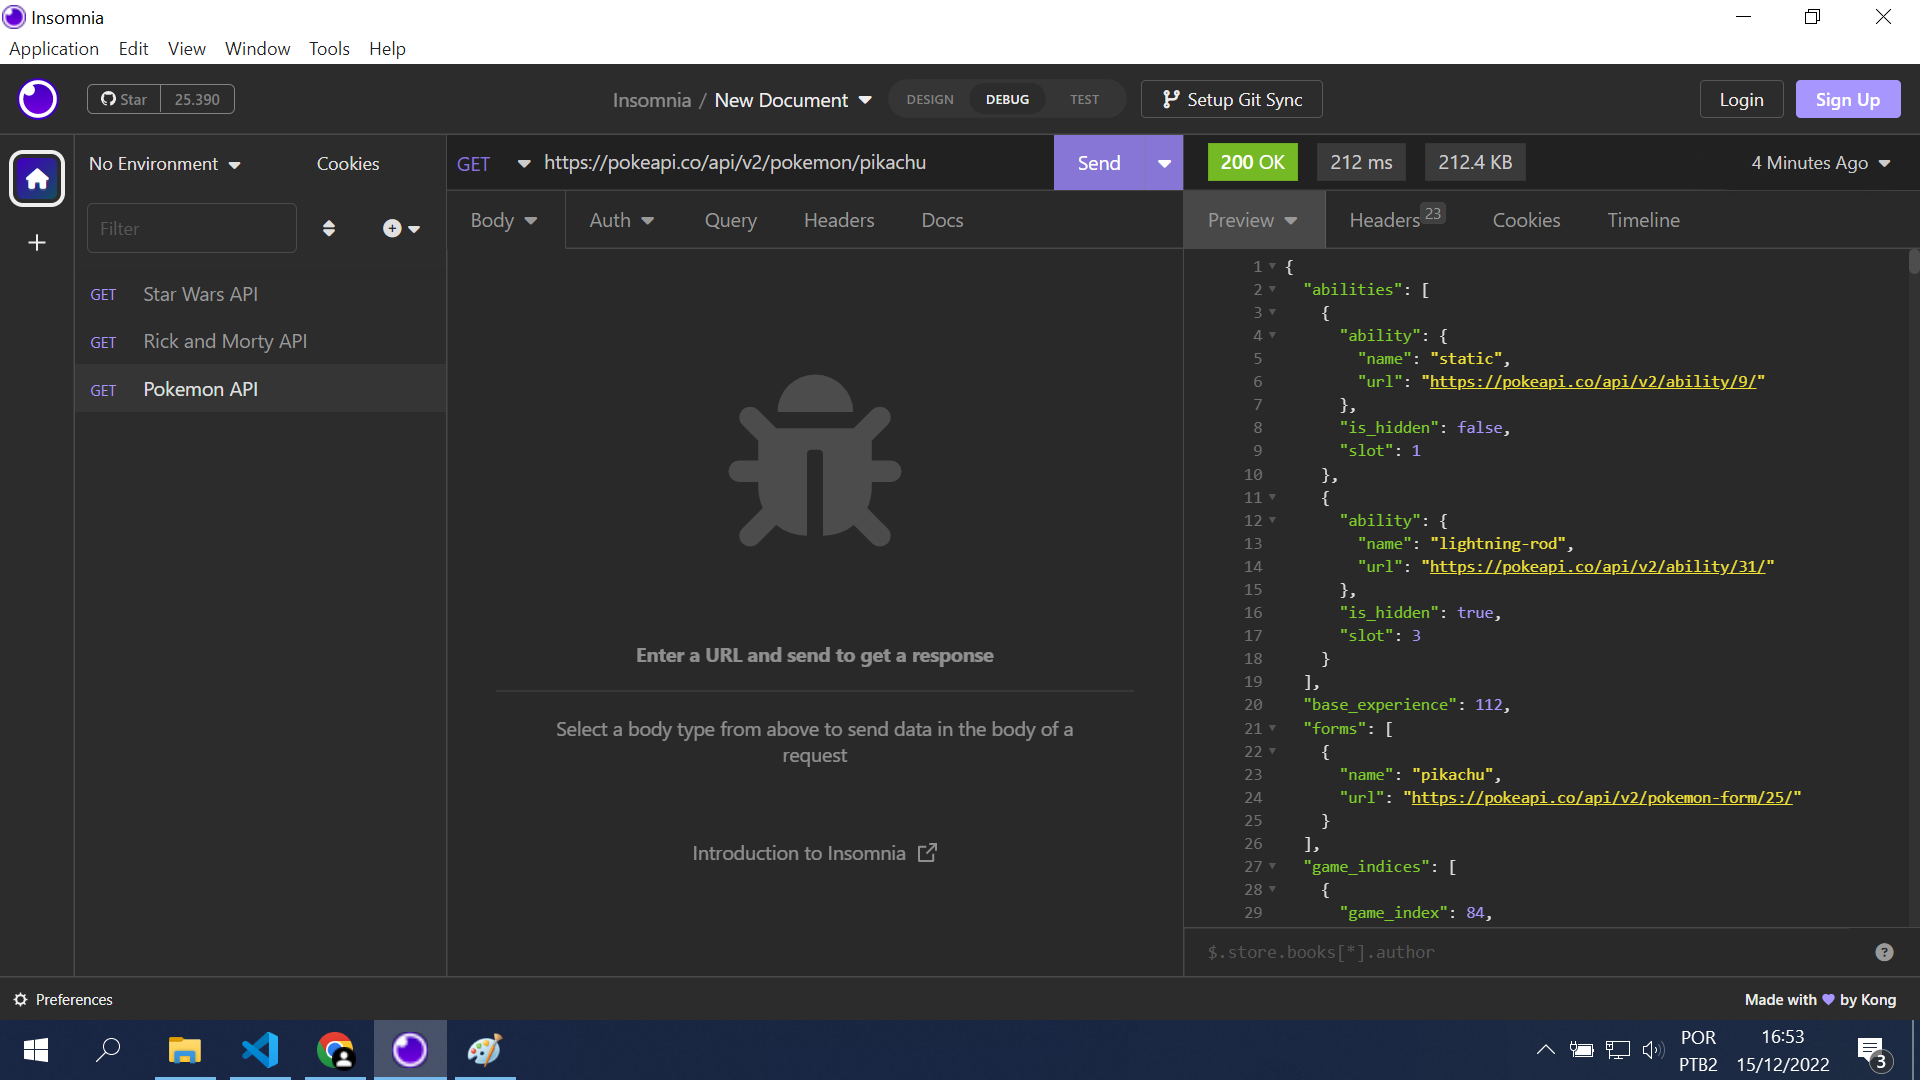 Insomnia
Application Edit View Window Tools Help
Star 25.390
Insomnia / New Document
DESIGN DEBUG TEST
Setup Git Sync
Login
Sign Up
No Environment
Cookies
Filter
GET Star Wars API
GET Rick and Morty API
GET Pokemon API
GET https://pokeapi.co/api/v2/pokemon/pikachu
Send
Body Auth Query Headers Docs
Enter a URL and send to get a response
Select a body type from above to send data in the body of a
request
Introduction to Insomnia
200 OK 212 ms 212.4 KB 4 Minutes Ago
Preview Headers 23 Cookies Timeline
1 {
2 "abilities": [
3 {
4 "ability": {
5 "name": "static",
6 "url": "https://pokeapi.co/api/v2/ability/9/"
7 },
8 "is_hidden": false,
9 "slot": 1
10 },
11 {
12 "ability": {
13 "name": "lightning-rod",
14 "url": "https://pokeapi.co/api/v2/ability/31/"
15 },
16 "is_hidden": true,
17 "slot": 3
18 }
19 ],
20 "base_experience": 112,
21 "forms": [
22 {
23 "name": "pikachu",
24 "url": "https://pokeapi.co/api/v2/pokemon-form/25/"
25 }
26 ],
27 "game_indices": [
28 {
29 "game_index": 84,
$.store.books[*].author
Preferences
Made with ♥ by Kong
POR
PTB2
16:53
15/12/2022
3